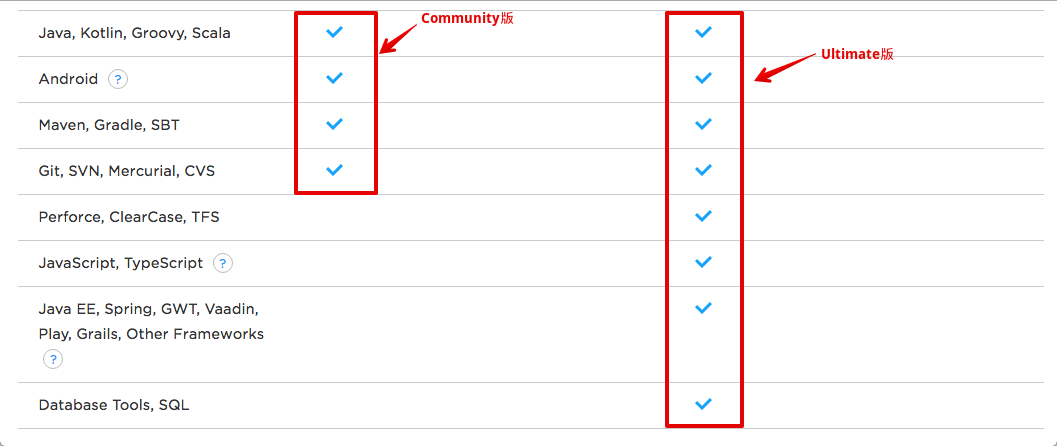 Community版
Java, Kotlin, Groovy, Scala
Ultimate版
Android ?
Maven, Gradle, SBT
Git, SVN, Mercurial, CVS
Perforce, ClearCase, TFS
JavaScript, TypeScript ?
Java EE, Spring, GWT, Vaadin,
Play, Grails, Other Frameworks
?
Database Tools, SQL